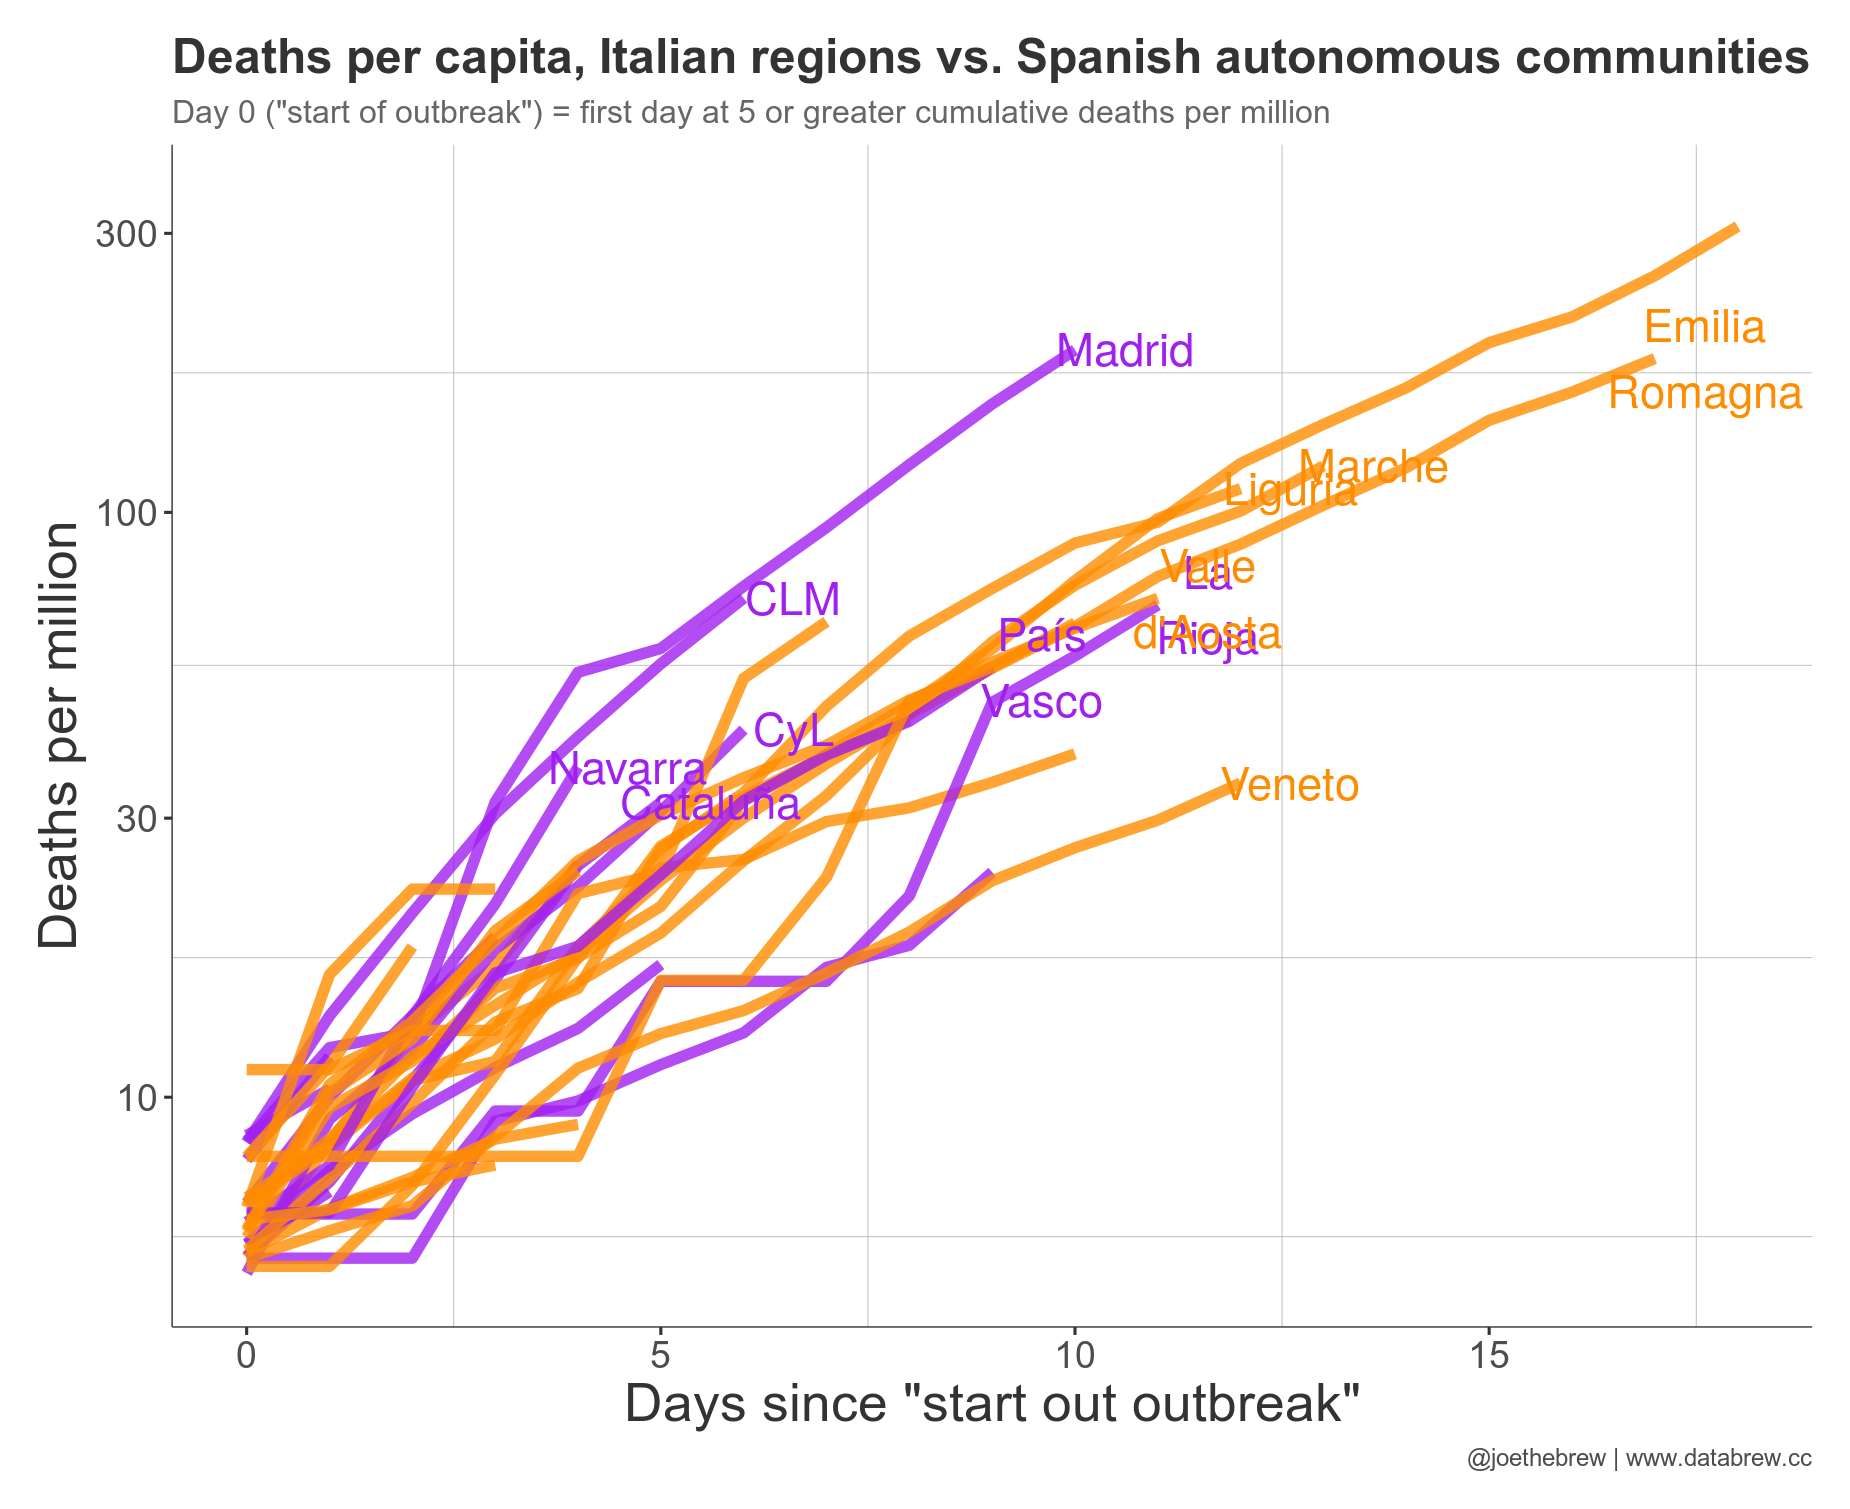 Deaths per capita, Italian regions vs. Spanish autonomous communities
Day 0 ("start of outbreak") = first day at 5 or greater cumulative deaths per million
Deaths per million
300
100
30
10
Madrid
Emilia
Romagna
Marche
Liguria
Valle
d'Aosta
La
Rioja
CLM
País
Vasco
CyL
Navarra
Cataluña
Veneto
0
5
10
15
Days since "start out outbreak"
@joethebrew | www.databrew.cc